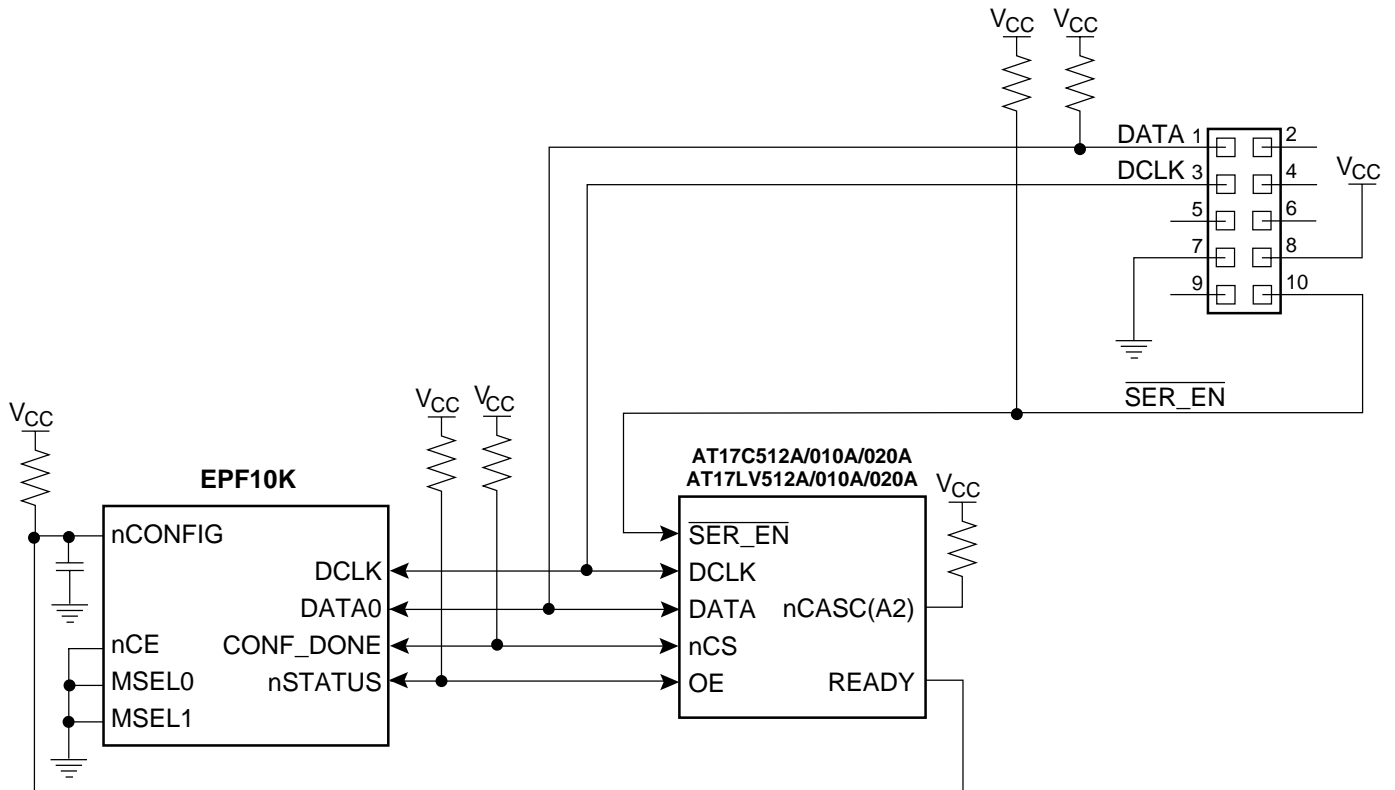 VCC VCC
DATA 1 2
DCLK 3 4
VCC
5 6
7 8
9 10
SER_EN
VCC
VCC
VCC
EPF10K
nCONFIG
DCLK
DATA0
nCE
CONF_DONE
MSEL0
nSTATUS
MSEL1
AT17C512A/010A/020A
AT17LV512A/010A/020A
VCC
SER_EN
DCLK
DATA
nCASC(A2)
nCS
OE
READY